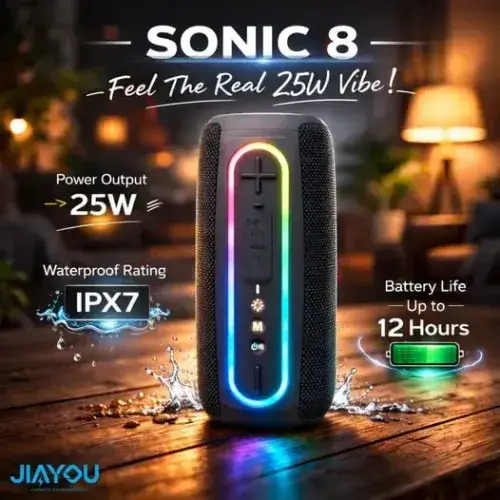 SONIC 8
Feel The Real 25W Vibe!
Power Output
25W
Waterproof Rating
IPX7
Battery Life
Up to
12 Hours
M
JIAYOU